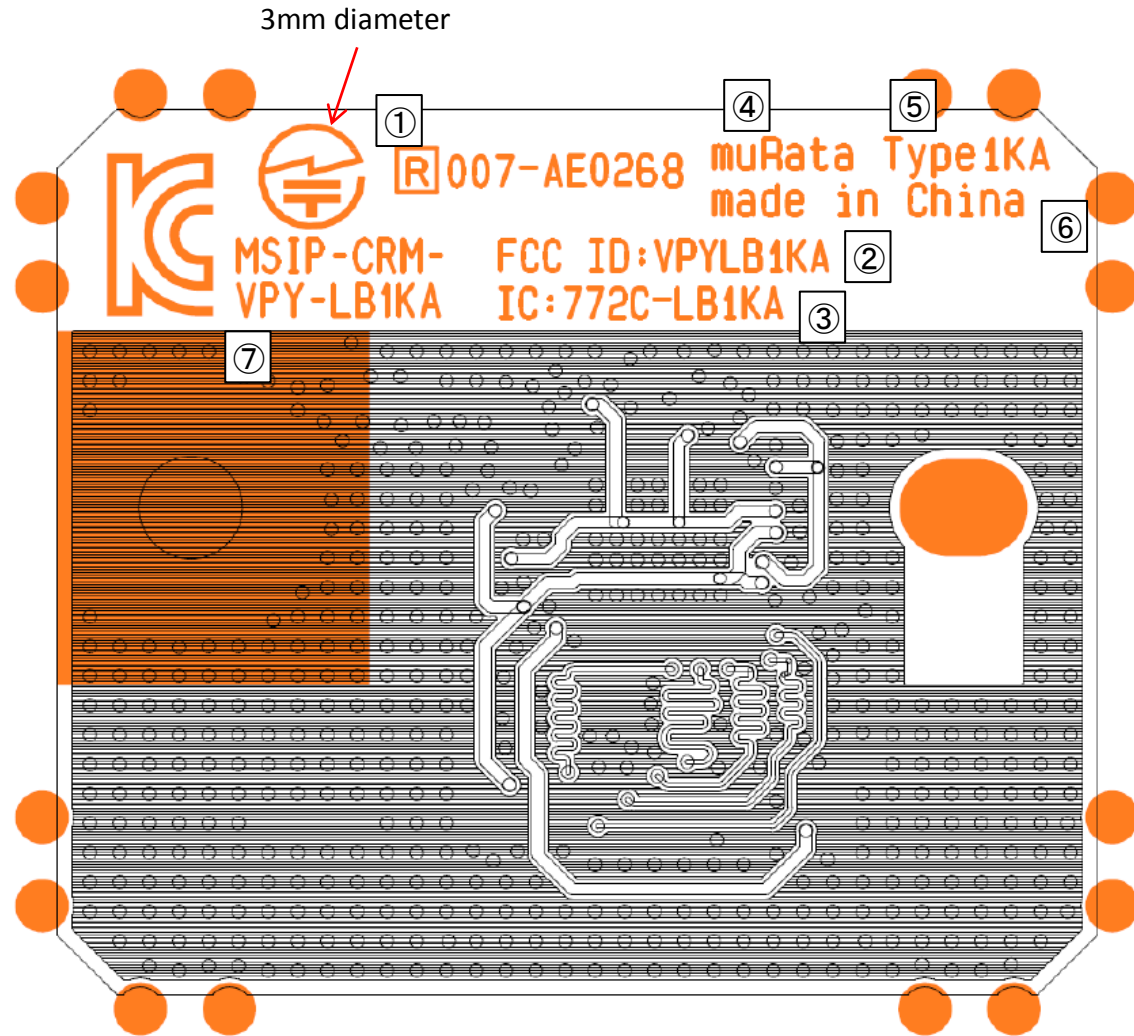 3mm diameter
① ④ ⑤
R 007-AE0268 muRata Type1KA
made in China ⑥
MSIP-CRM- FCC ID:VPYLB1KA ②
VPY-LB1KA IC:772C-LB1KA ③
⑦